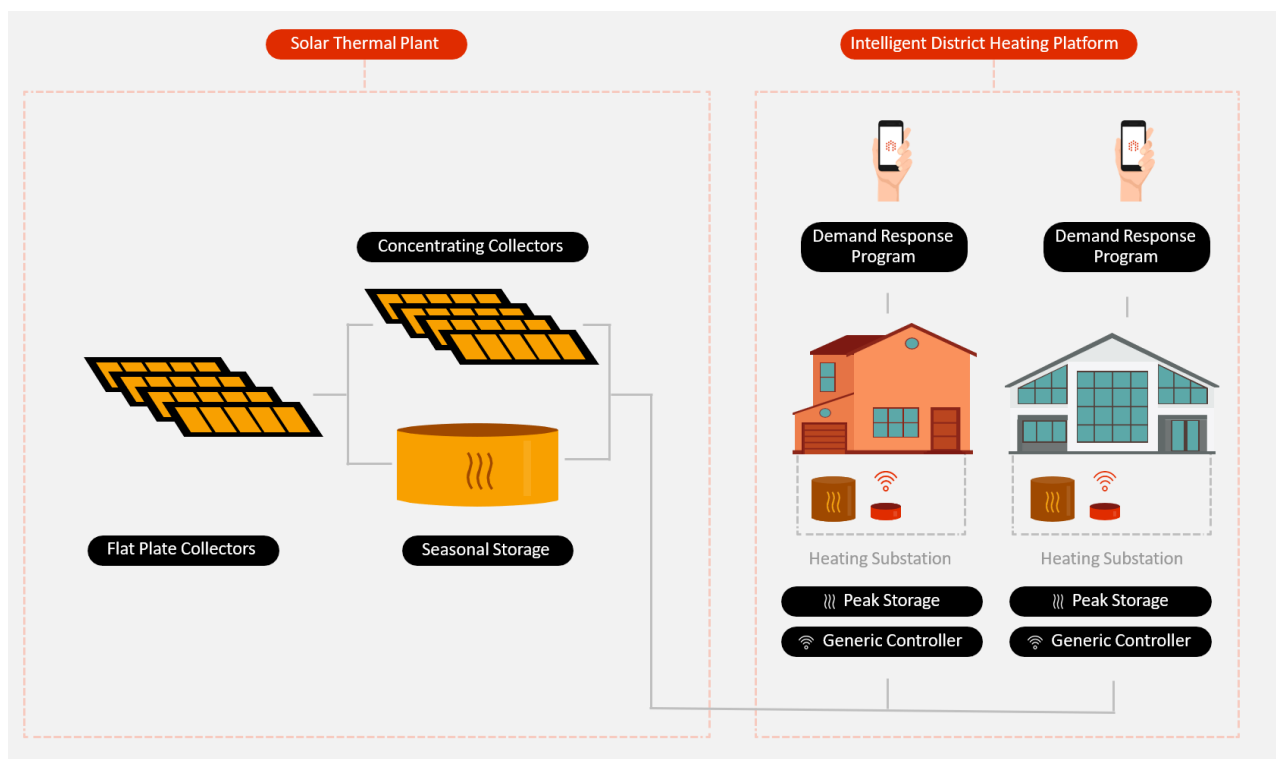 Solar Thermal Plant
Intelligent District Heating Platform
Concentrating Collectors
Flat Plate Collectors
Seasonal Storage
Demand Response
Program
Demand Response
Program
Heating Substation
Heating Substation
Peak Storage
Peak Storage
Generic Controller
Generic Controller